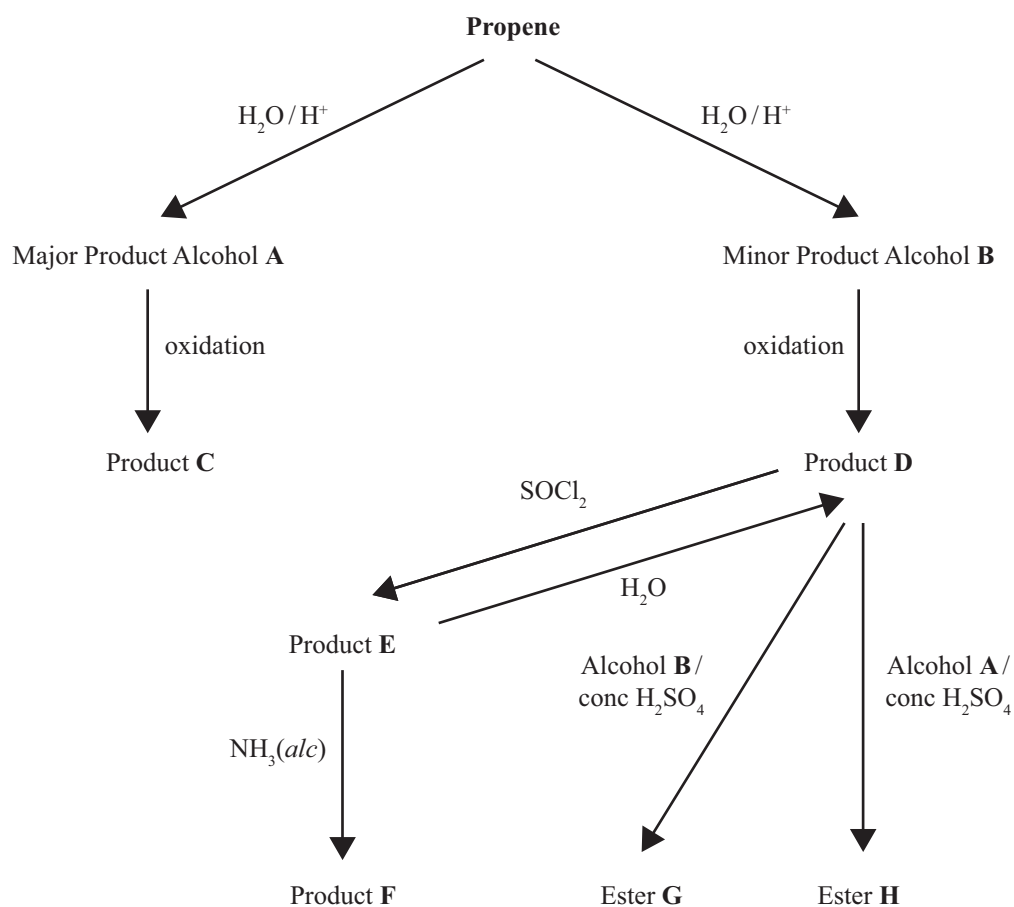 Propene
H₂O / H⁺
H₂O / H⁺
Major Product Alcohol A
Minor Product Alcohol B
oxidation
oxidation
Product C
Product D
SOCl₂
H₂O
Product E
Alcohol B /
conc H₂SO₄
Alcohol A /
conc H₂SO₄
NH₃(alc)
Product F
Ester G
Ester H